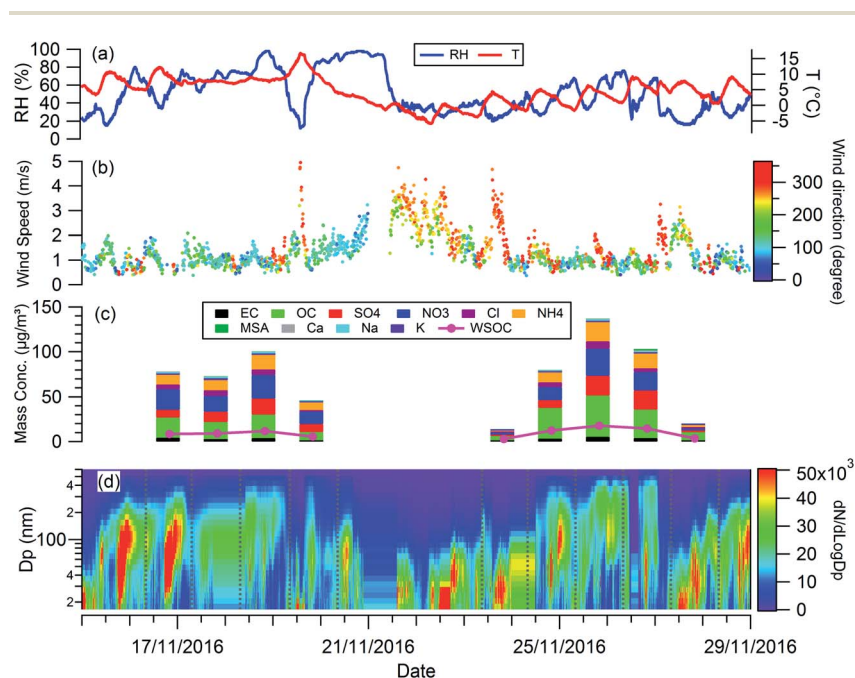 (a)
RH T
100
80
60
40
20
0
RH (%)
15
10
5
0
-5
T (°C)
(b)
5
4
3
2
1
0
Wind Speed (m/s)
300
200
100
0
Wind direction (degree)
(c)
150
100
50
0
Mass Conc. (µg/m³)
EC OC SO4 NO3 Cl NH4
MSA Ca Na K WSOC
(d)
4
2
100
4
2
Dp (nm)
50x10³
40
30
20
10
0
dN/dLogDp
17/11/2016 21/11/2016 25/11/2016 29/11/2016
Date